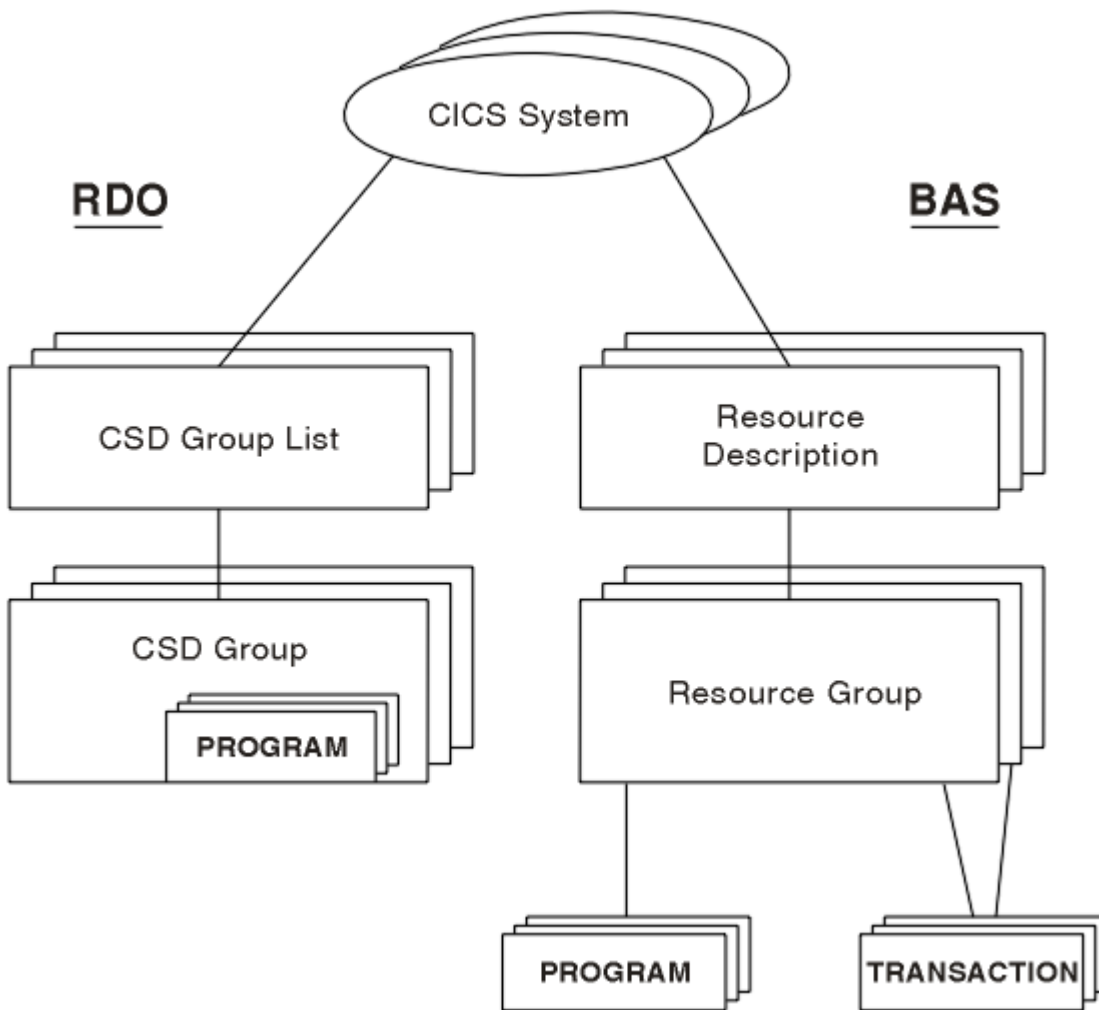 CICS System
RDO
BAS
CSD Group List
Resource
Description
CSD Group
PROGRAM
Resource Group
PROGRAM
TRANSACTION